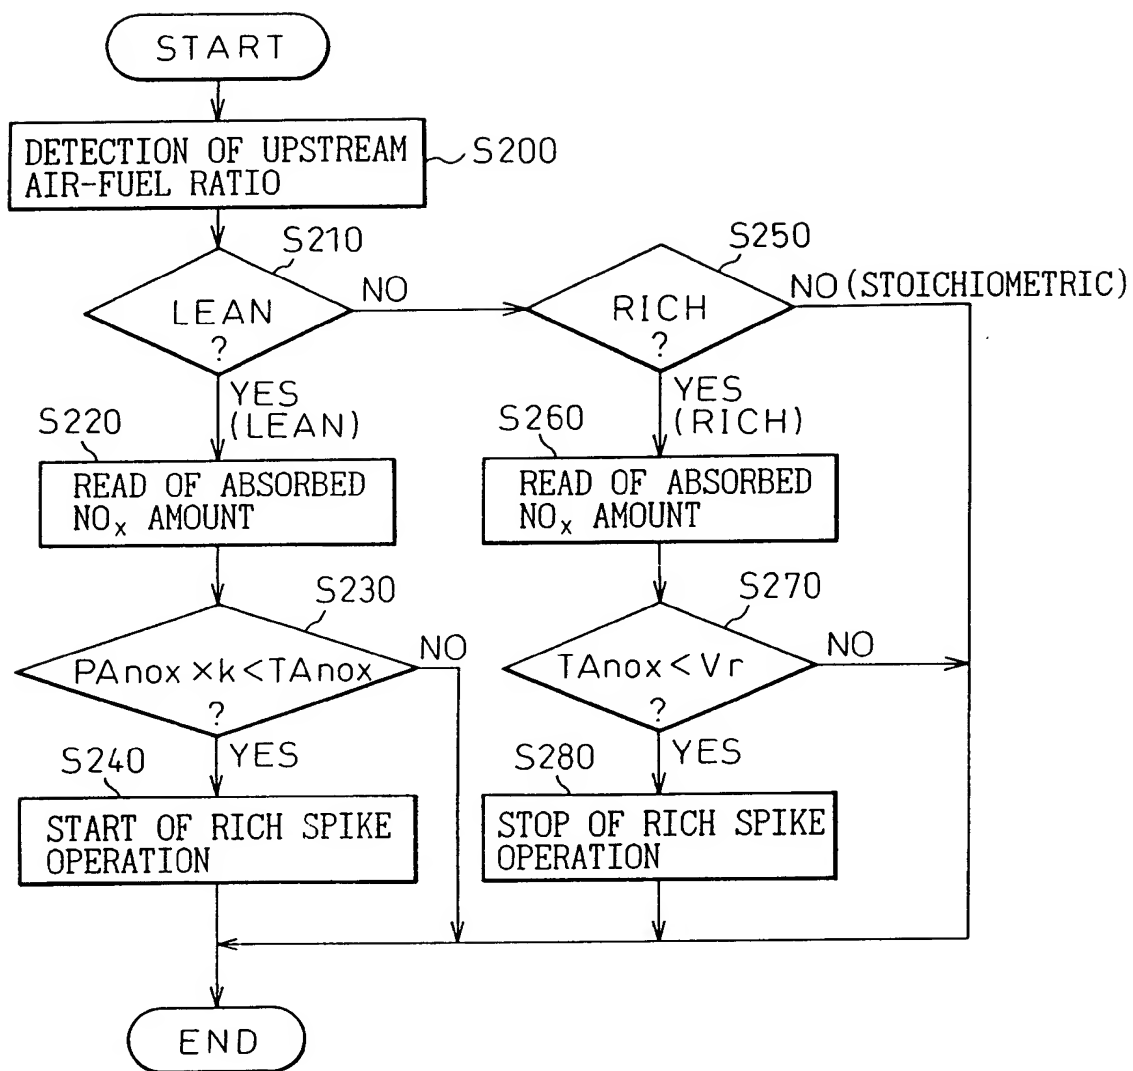 START
DETECTION OF UPSTREAM
AIR-FUEL RATIO
S200
S210
LEAN
?
NO
YES
(LEAN)
S250
RICH
?
NO (STOICHIOMETRIC)
YES
(RICH)
S220
READ OF ABSORBED
NOx AMOUNT
S260
READ OF ABSORBED
NOx AMOUNT
S230
PAnox×k<TAnox
?
NO
YES
S270
TAnox<Vr
?
NO
YES
S240
START OF RICH SPIKE
OPERATION
S280
STOP OF RICH SPIKE
OPERATION
END